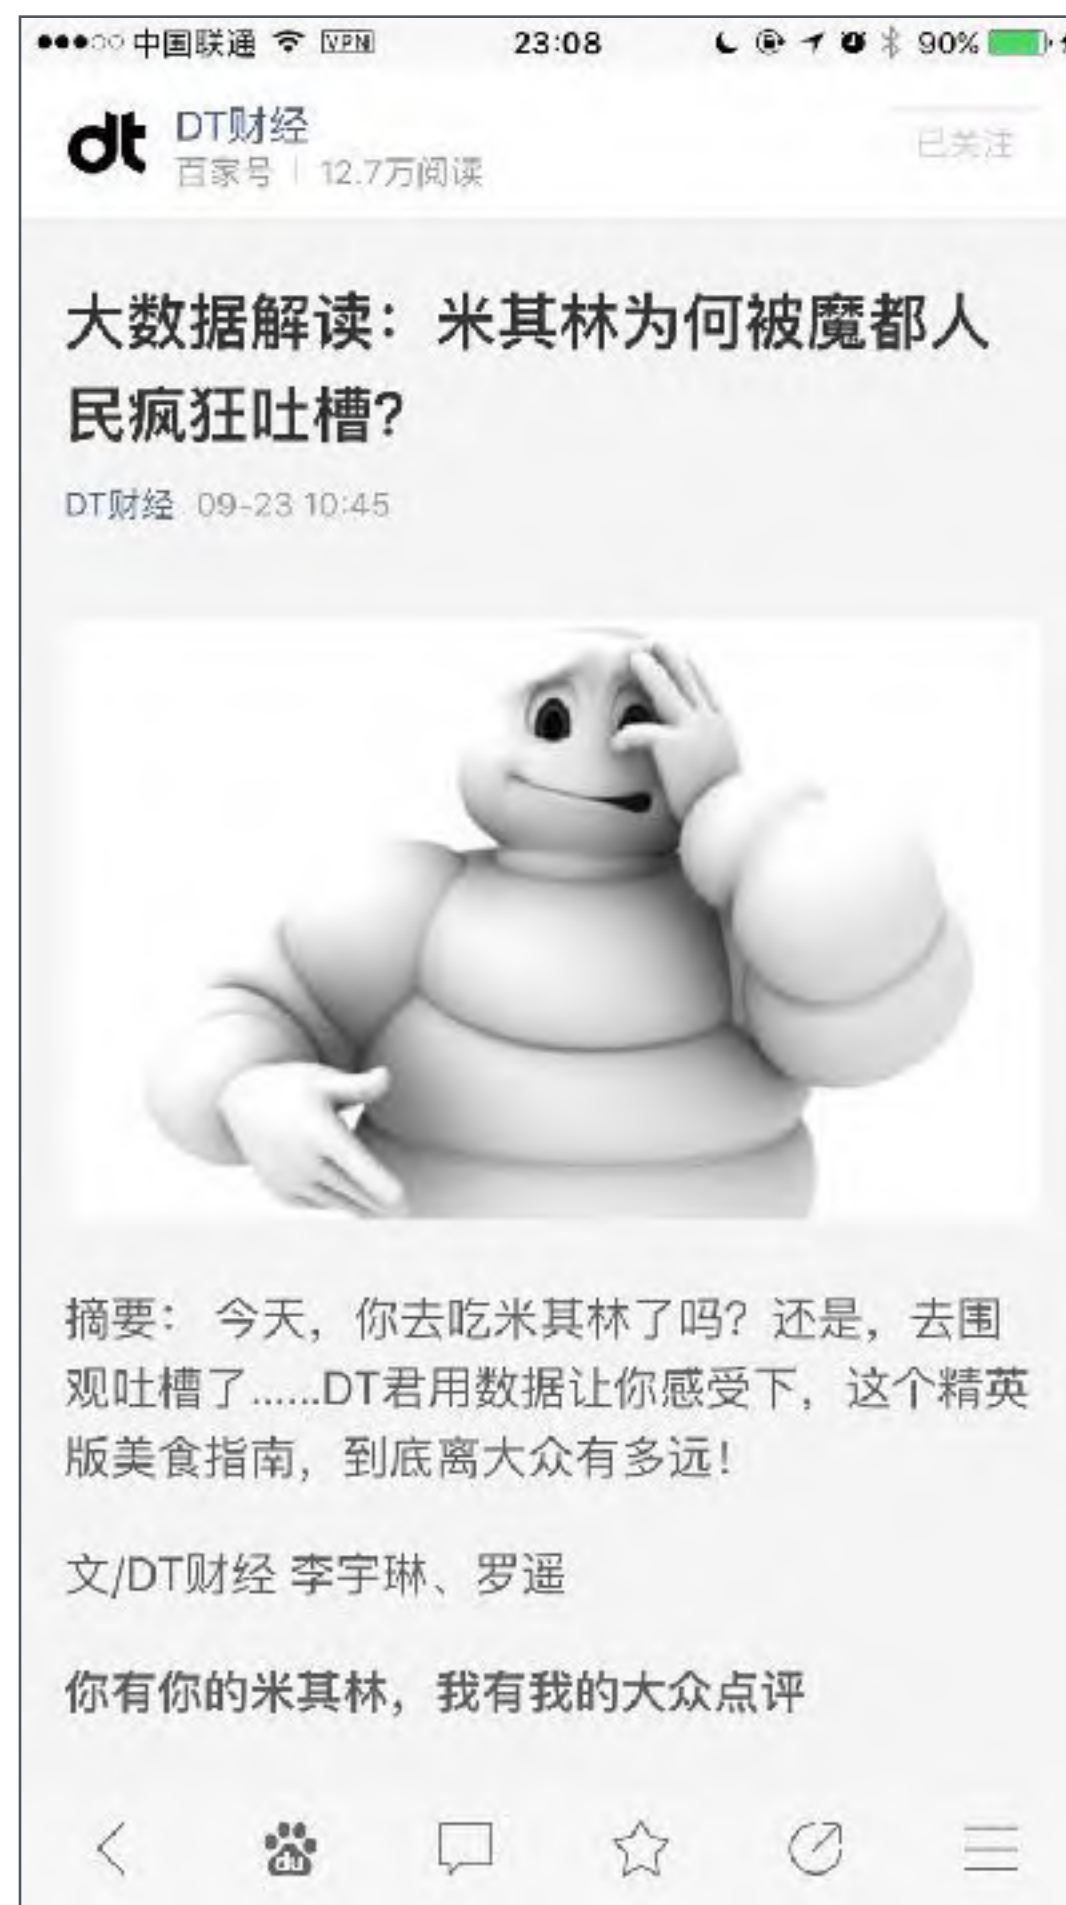 中国联通 VPN 23:08 90%
dt DT财经 已关注
百家号 | 12.7万阅读
大数据解读：米其林为何被魔都人
民疯狂吐槽？
DT财经 09-23 10:45
摘要： 今天，你去吃米其林了吗？还是，去围
观吐槽了......DT君用数据让你感受下，这个精英
版美食指南，到底离大众有多远！
文/DT财经 李宇琳、罗遥
你有你的米其林，我有我的大众点评
du